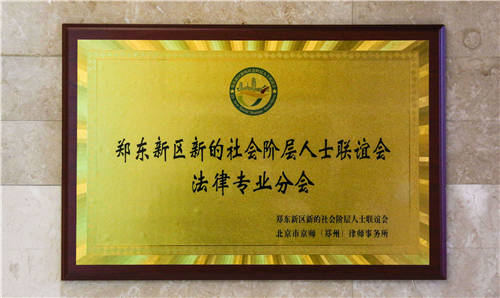 郑东新区新的社会阶层人士联谊会
法律专业分会
郑东新区新的社会阶层人士联谊会
北京市京师（郑州）律师事务所